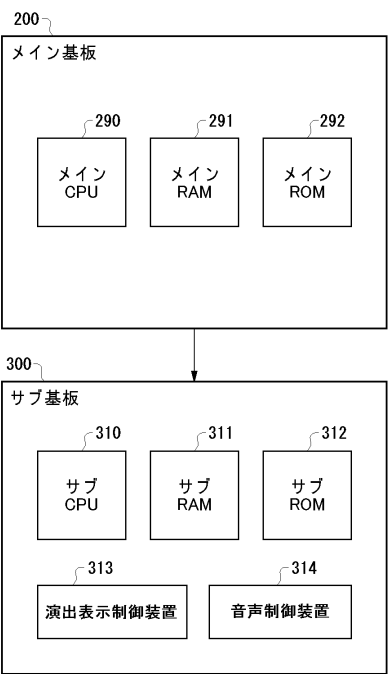 200
メイン基板
290
291
292
メイン
CPU
メイン
RAM
メイン
ROM
300
サブ基板
310
311
312
サブ
CPU
サブ
RAM
サブ
ROM
313
314
演出表示制御装置
音声制御装置